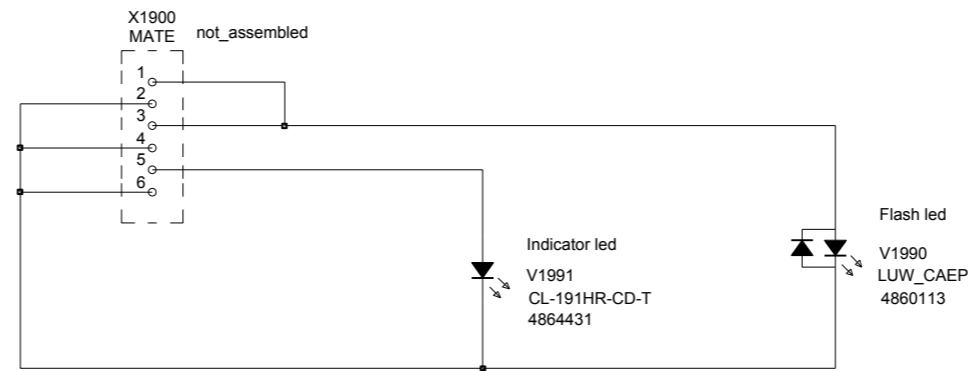 X1900
MATE
not_assembled
1
2
3
4
5
6
Indicator led
V1991
CL-191HR-CD-T
4864431
Flash led
V1990
LUW_CAEP
4860113